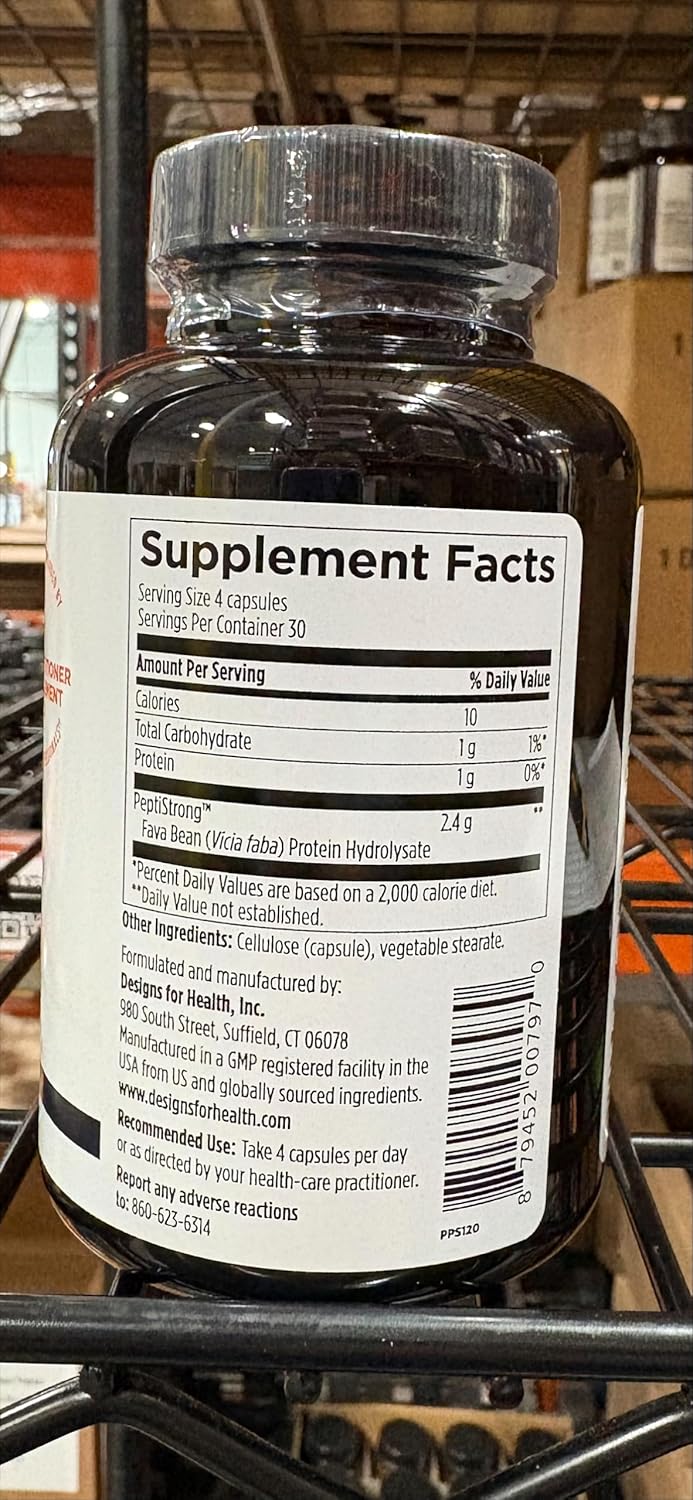 Supplement Facts
Serving Size 4 capsules
Servings Per Container 30
Amount Per Serving % Daily Value
Calories 10
Total Carbohydrate 1 g 1%*
Protein 1 g 0%*
PeptiStrong™ 2.4 g **
Fava Bean (Vicia faba) Protein Hydrolysate
*Percent Daily Values are based on a 2,000 calorie diet.
**Daily Value not established.
Other Ingredients: Cellulose (capsule), vegetable stearate.
Formulated and manufactured by:
Designs for Health, Inc.
980 South Street, Suffield, CT 06078
Manufactured in a GMP registered facility in the
USA from US and globally sourced ingredients.
www.designsforhealth.com
Recommended Use: Take 4 capsules per day
or as directed by your health-care practitioner.
Report any adverse reactions
to: 860-623-6314
8 79452 00797 0
PPS120